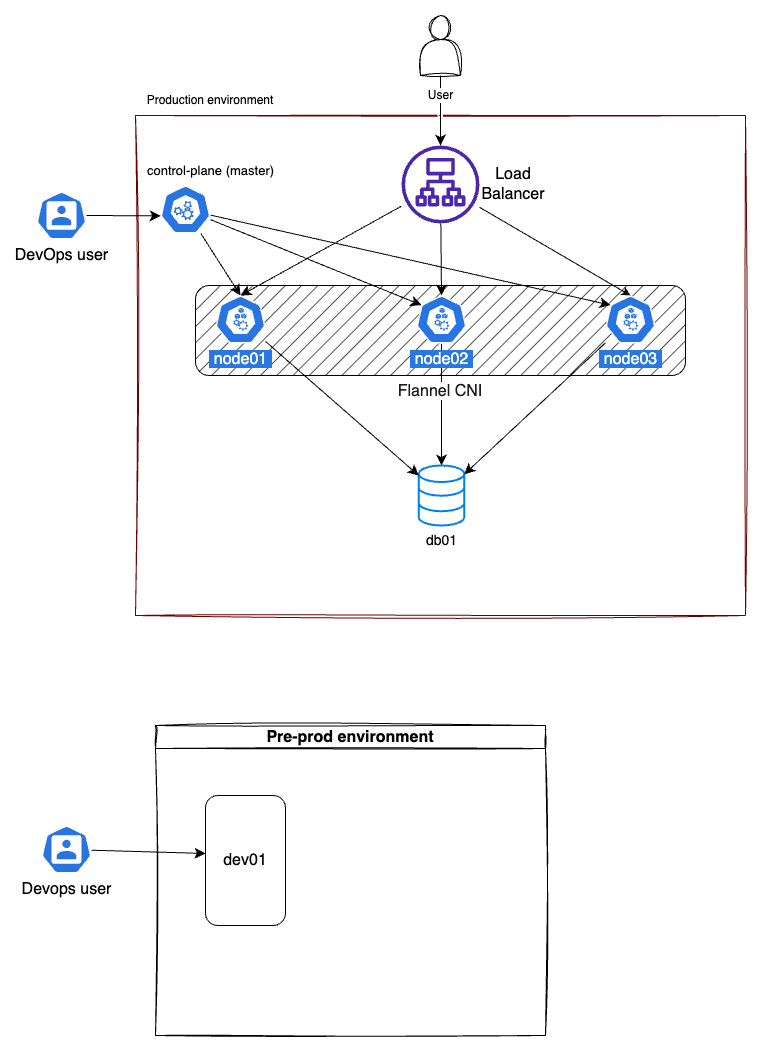 User
Production environment
control-plane (master)
Load
Balancer
DevOps user
node01
node02
node03
Flannel CNI
db01
Pre-prod environment
dev01
Devops user